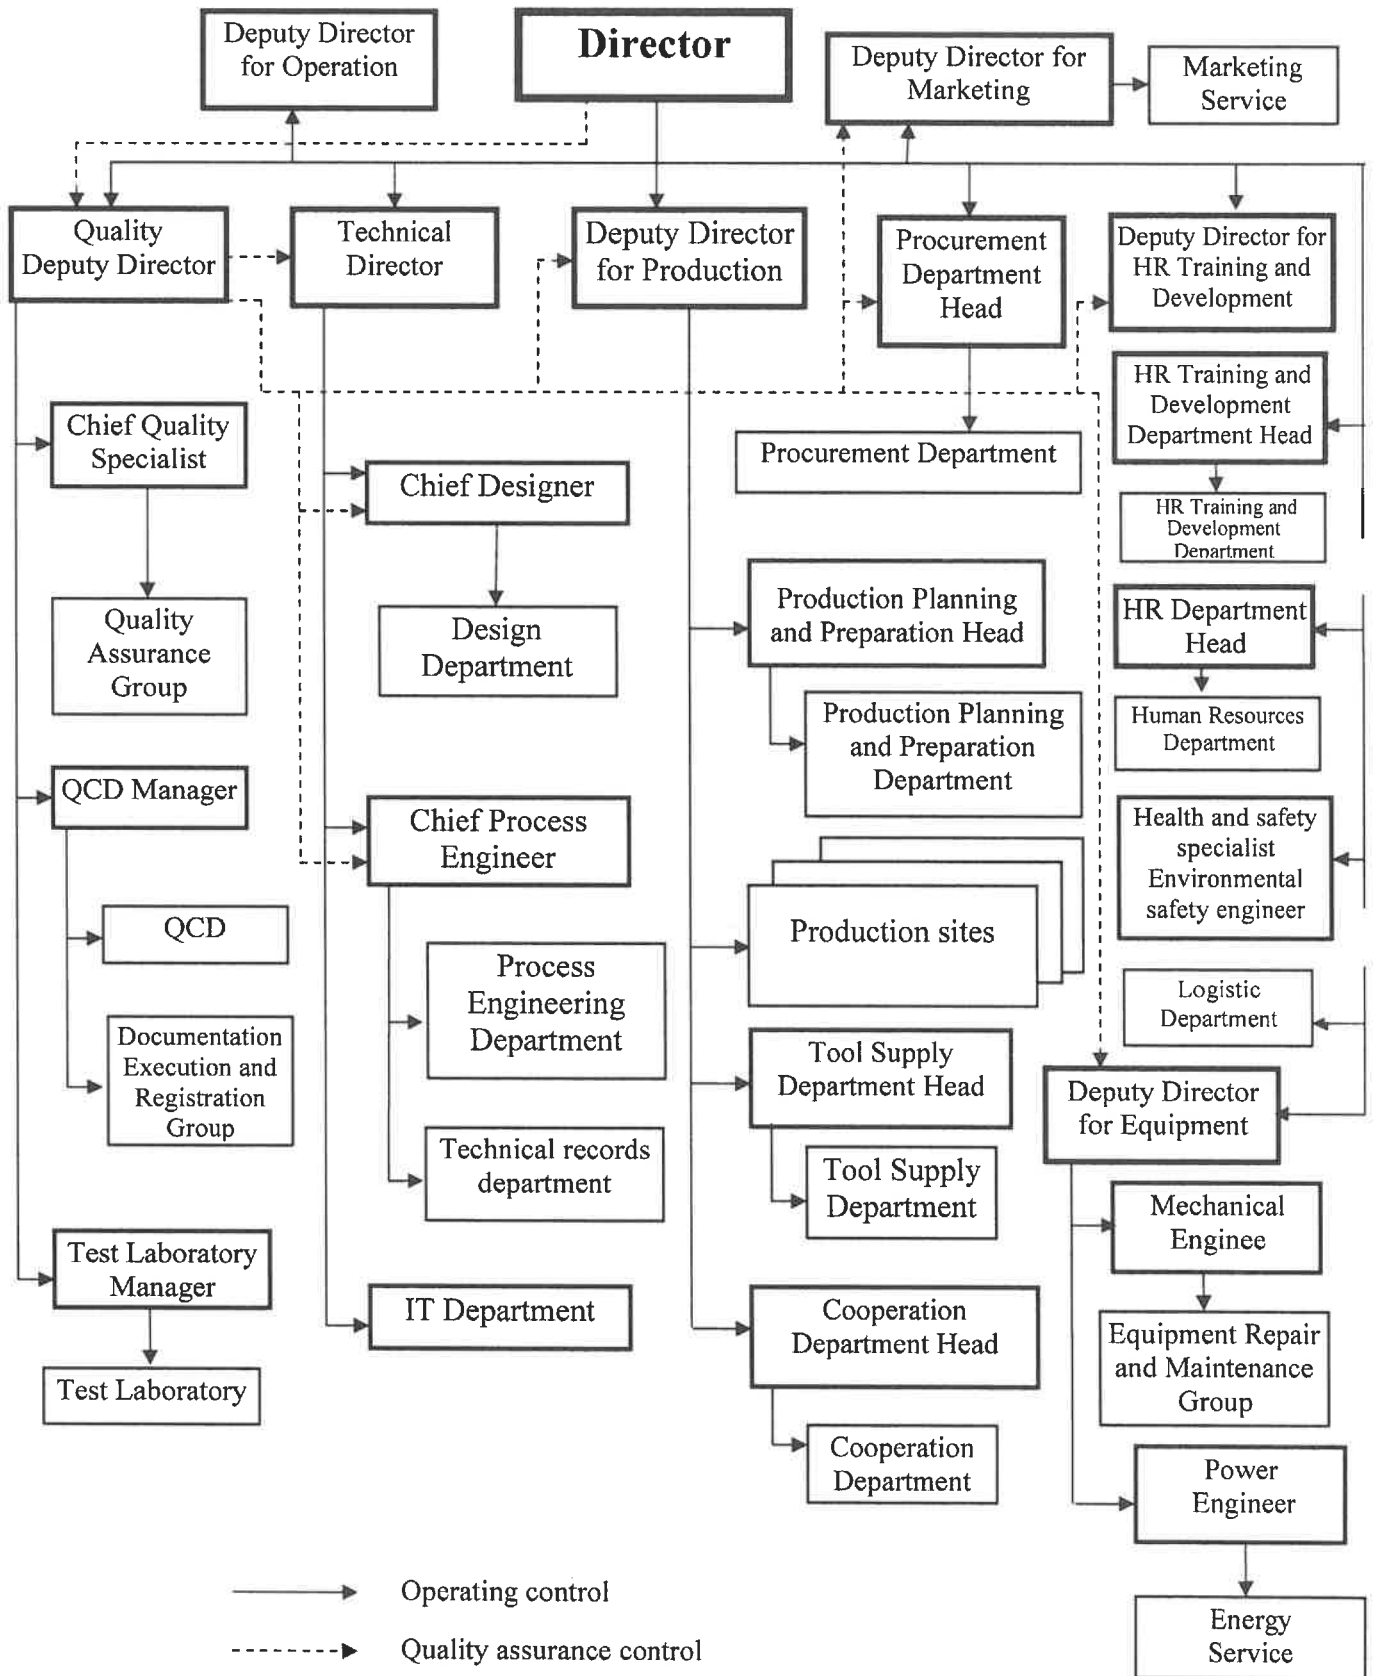 Deputy Director
for Operation
Director
Deputy Director for
Marketing
Marketing
Service
Quality
Deputy Director
Technical
Director
Deputy Director
for Production
Procurement
Department
Head
Deputy Director for
HR Training and
Development
Chief Quality
Specialist
Quality
Assurance
Group
QCD Manager
QCD
Documentation
Execution and
Registration
Group
Test Laboratory
Manager
Test Laboratory
Chief Designer
Design
Department
Chief Process
Engineer
Process
Engineering
Department
Technical records
department
IT Department
Procurement Department
Production Planning
and Preparation Head
Production Planning
and Preparation
Department
Production sites
Tool Supply
Department Head
Tool Supply
Department
Cooperation
Department Head
Cooperation
Department
HR Training and
Development
Department Head
HR Training and
Development
Department
HR Department
Head
Human Resources
Department
Health and safety
specialist
Environmental
safety engineer
Logistic
Department
Deputy Director
for Equipment
Mechanical
Enginee
Equipment Repair
and Maintenance
Group
Power
Engineer
Energy
Service
Operating control
Quality assurance control